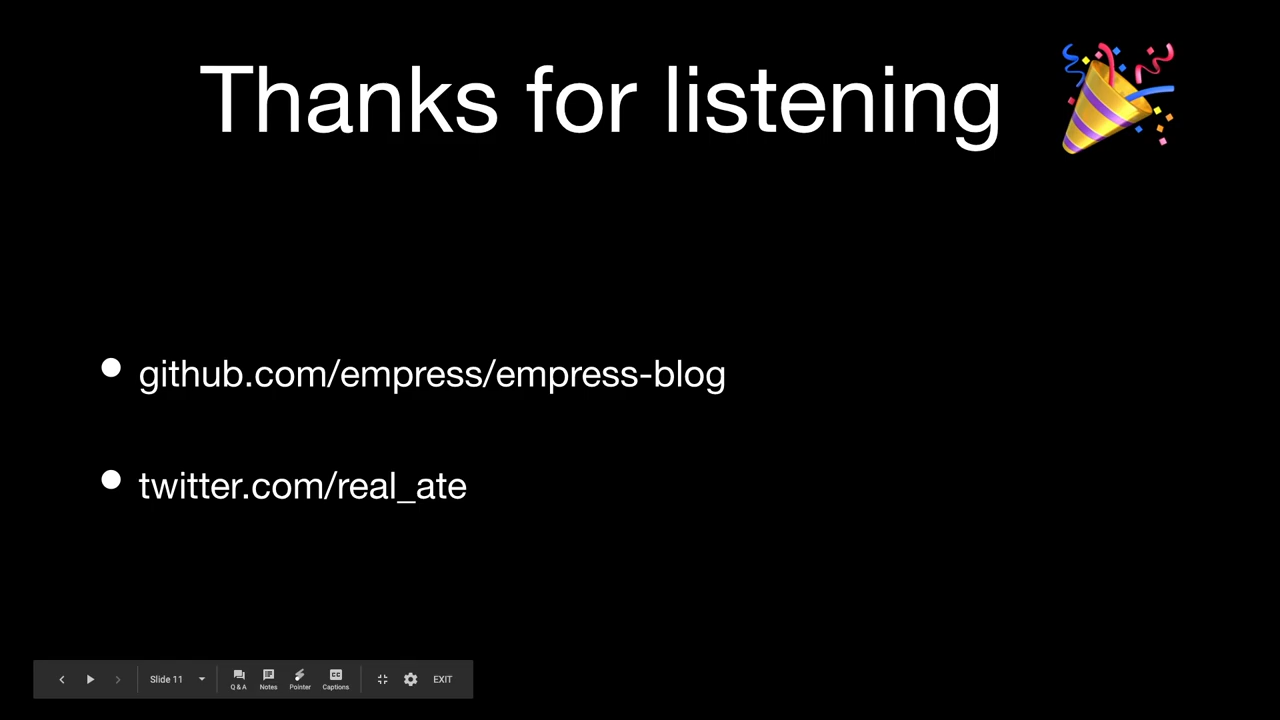 Thanks for listening 🎉
• github.com/empress/empress-blog
• twitter.com/real_ate
Slide 11 Q & A Notes Pointer Captions EXIT